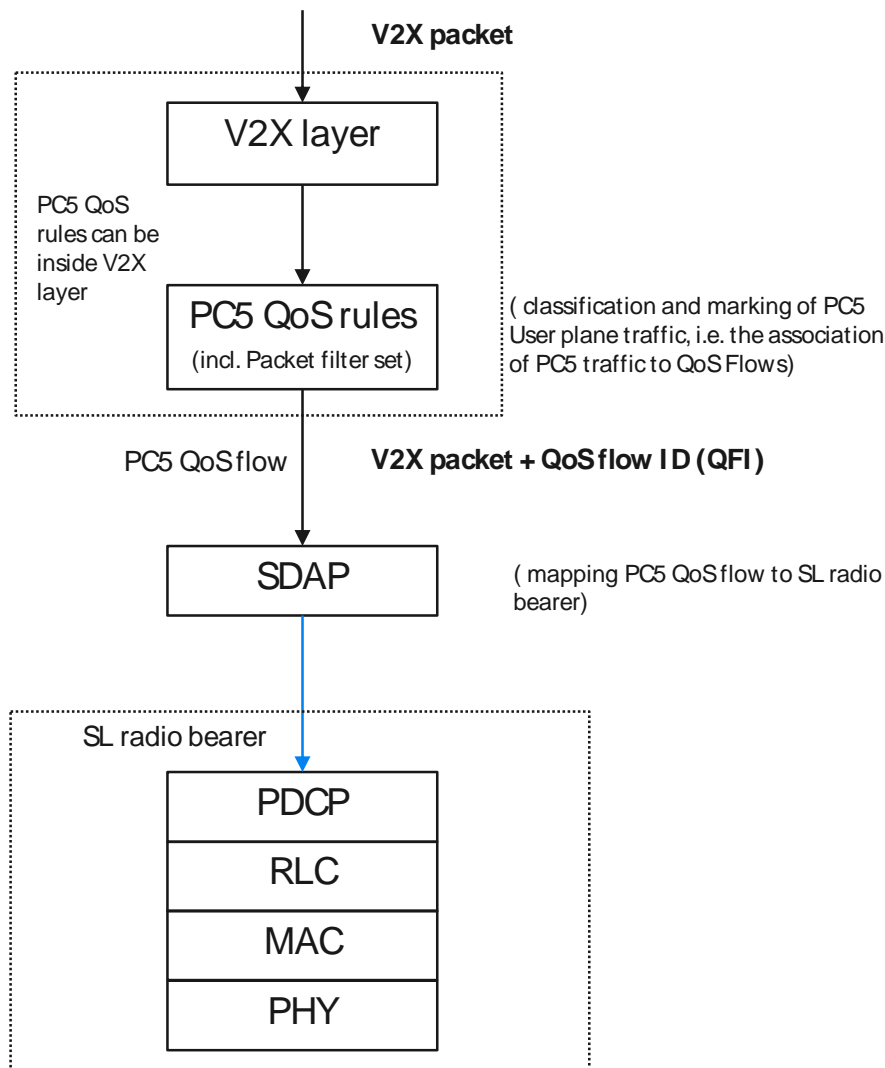 V2X packet
V2X layer
PC5 QoS
rules can be
inside V2X
layer
PC5 QoS rules
(incl. Packet filter set)
( classification and marking of PC5
User plane traffic, i.e. the association
of PC5 traffic to QoS Flows)
PC5 QoS flow
V2X packet + QoS flow ID (QFI)
SDAP
( mapping PC5 QoS flow to SL radio
bearer)
SL radio bearer
PDCP
RLC
MAC
PHY